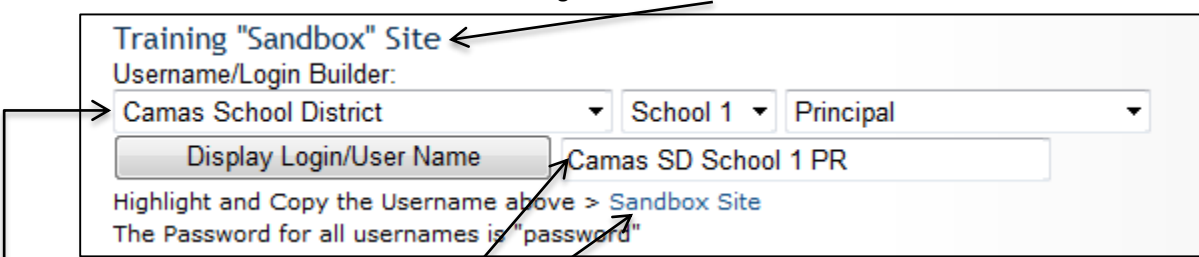 Training "Sandbox" Site
Username/Login Builder:
Camas School District School 1 Principal
Display Login/User Name Camas SD School 1 PR
Highlight and Copy the Username above > Sandbox Site
The Password for all usernames is "password"